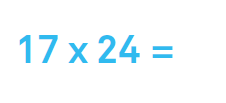 17 x 24 =